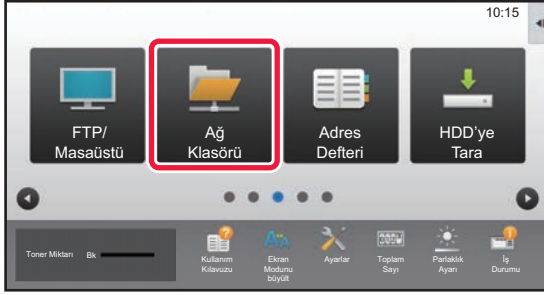 10:15
FTP/
Masaüstü
Ağ
Klasörü
Adres
Defteri
HDD'ye
Tara
Toner Miktarı Bk
Kullanım
Kılavuzu
Ekran
Modunu
büyült
Ayarlar
Toplam
Sayı
Parlaklık
Ayarı
İş
Durumu